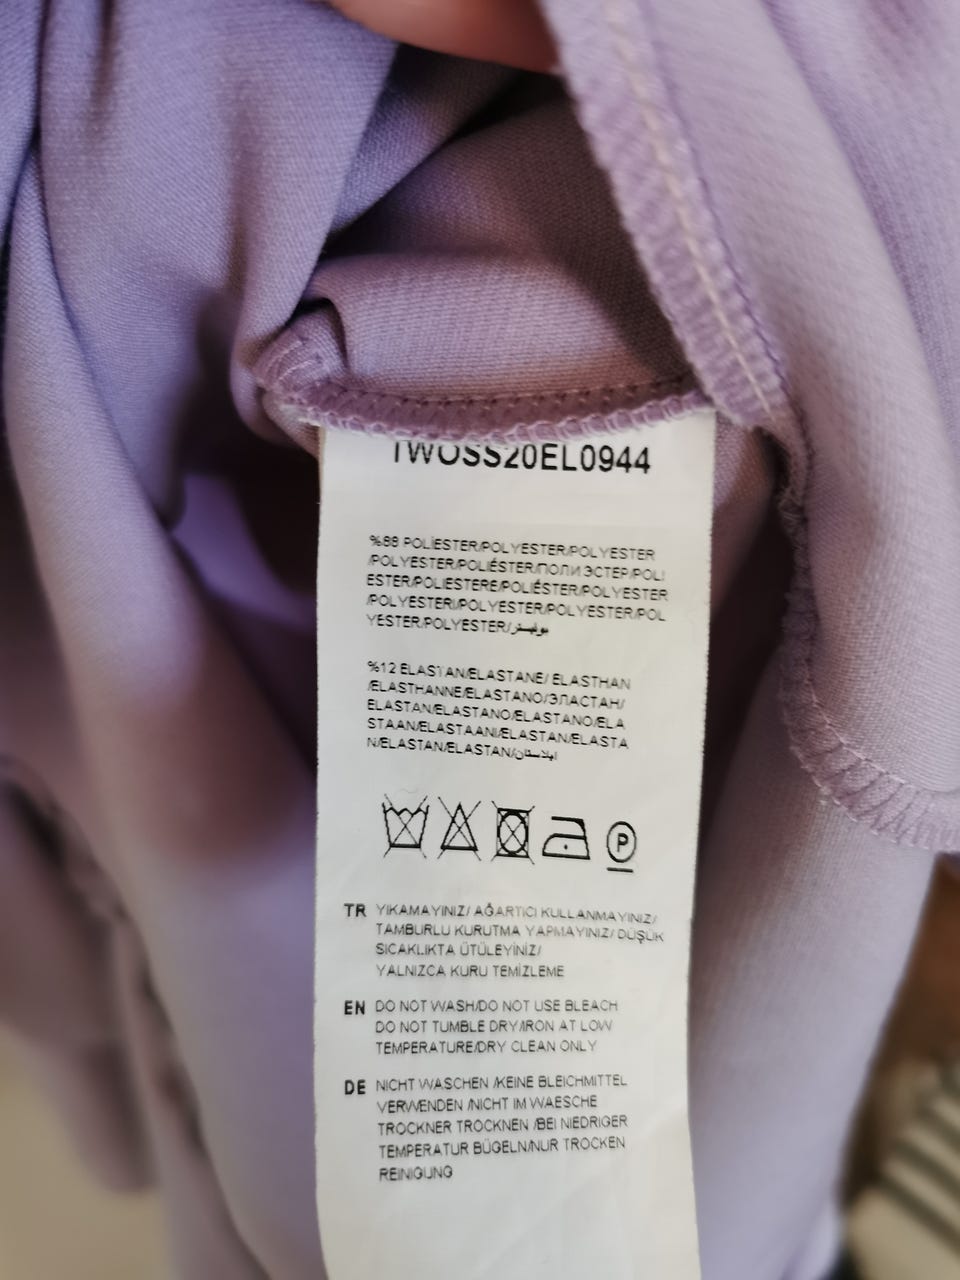 TWOSS20EL0944
%88 POLİESTER/POLYESTER/POLYESTER
/POLYESTER/POLIÉSTER/ПОЛИЭСТЕР/POLI
ESTER/POLIESTERE/POLIÉSTER/POLYESTER
/POLYESTERI/POLYESTER/POLYESTER/POL
YESTER/POLYESTER/بوليستر
%12 ELASTAN/ELASTANE/ ELASTHAN
/ELASTHANNE/ELASTANO/ЭЛАСТАН/
ELASTAN/ELASTANO/ELASTANO/ELA
STAAN/ELASTAANI/ELASTAN/ELASTA
N/ELASTAN/ELASTAN/ايلاستان
P
TR YIKAMAYINIZ/ AĞARTICI KULLANMAYINIZ/
TAMBURLU KURUTMA YAPMAYINIZ/ DÜŞÜK
SICAKLIKTA ÜTÜLEYİNİZ/
YALNIZCA KURU TEMİZLEME
EN DO NOT WASH/DO NOT USE BLEACH
DO NOT TUMBLE DRY/IRON AT LOW
TEMPERATURE/DRY CLEAN ONLY
DE NICHT WASCHEN /KEINE BLEICHMITTEL
VERWENDEN /NICHT IM WAESCHE
TROCKNER TROCKNEN /BEI NIEDRIGER
TEMPERATUR BÜGELN/NUR TROCKEN
REINIGUNG